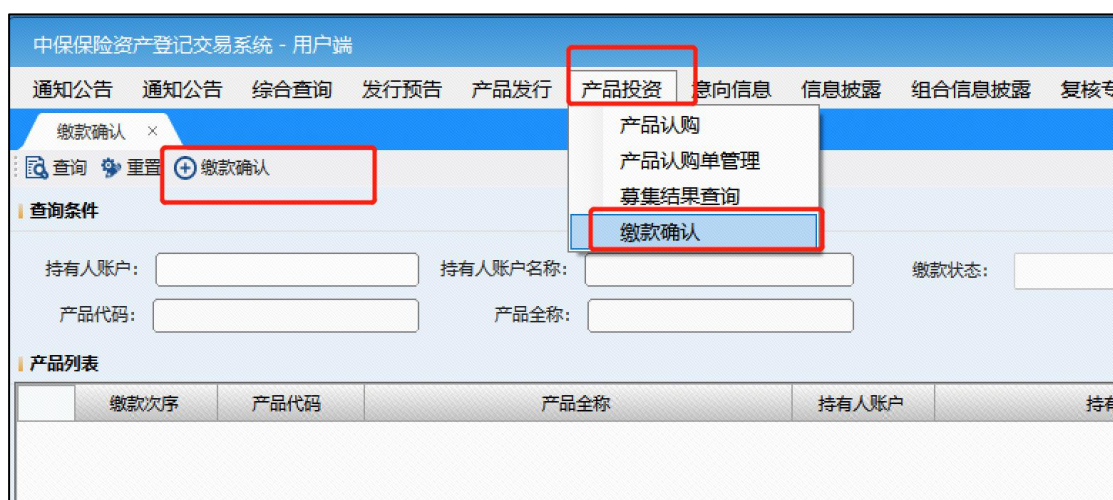 中保保险资产登记交易系统 - 用户端
通知公告 通知公告 综合查询 发行预告 产品发行 产品投资 意向信息 信息披露 组合信息披露 复核专
产品认购
产品认购单管理
募集结果查询
缴款确认
缴款确认 ×
查询 重置 缴款确认
查询条件
持有人账户: 持有人账户名称: 缴款状态:
产品代码: 产品全称:
产品列表
缴款次序 产品代码 产品全称 持有人账户 持有